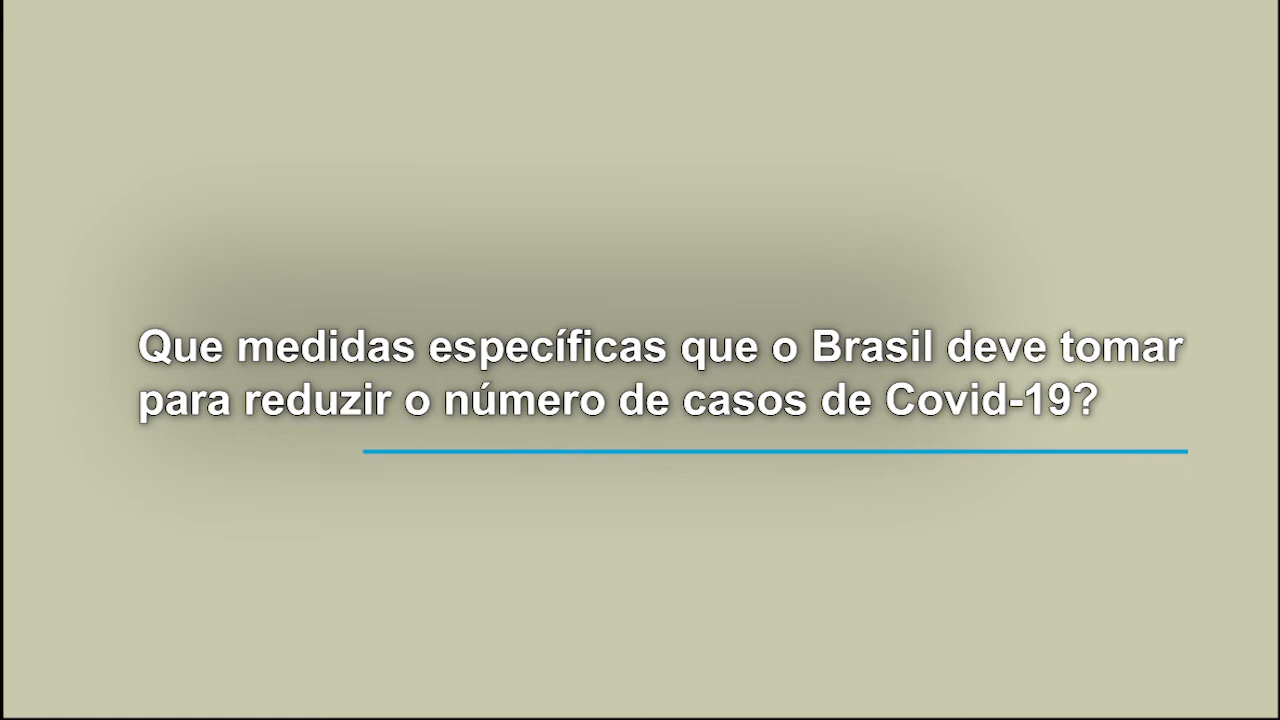 Que medidas específicas que o Brasil deve tomar
para reduzir o número de casos de Covid-19?